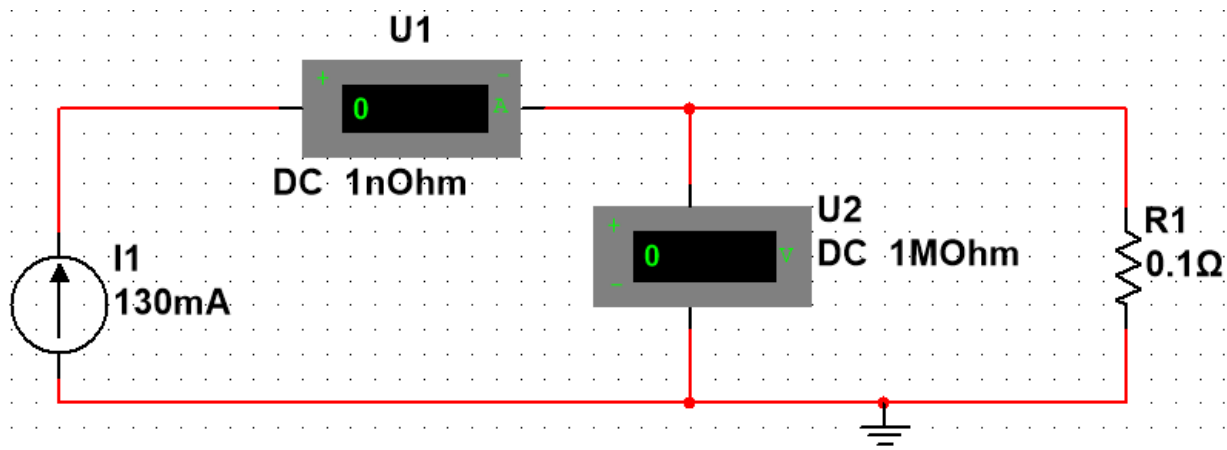 U1
+ -
0 A
DC 1nOhm
I1
130mA
+
0 V
-
U2
DC 1MOhm
R1
0.1Ω